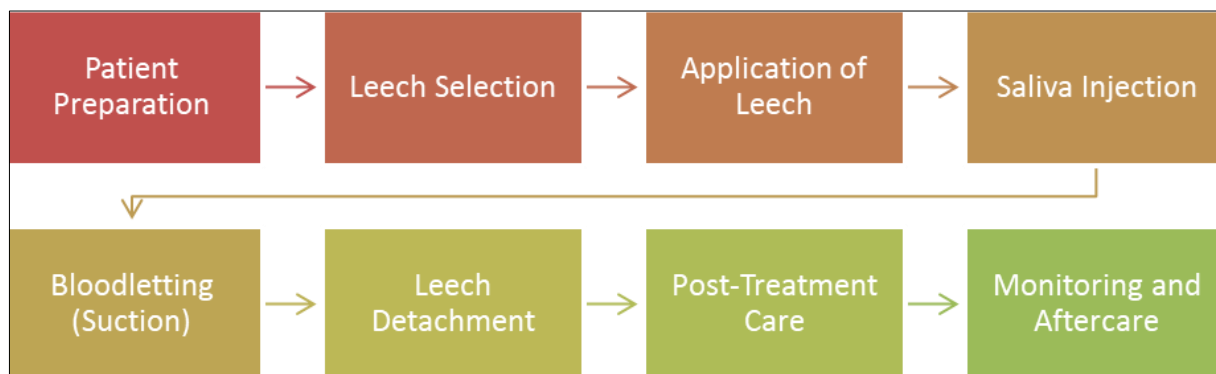 Patient
Preparation
Leech Selection
Application of
Leech
Saliva Injection
Bloodletting
(Suction)
Leech
Detachment
Post-Treatment
Care
Monitoring and
Aftercare